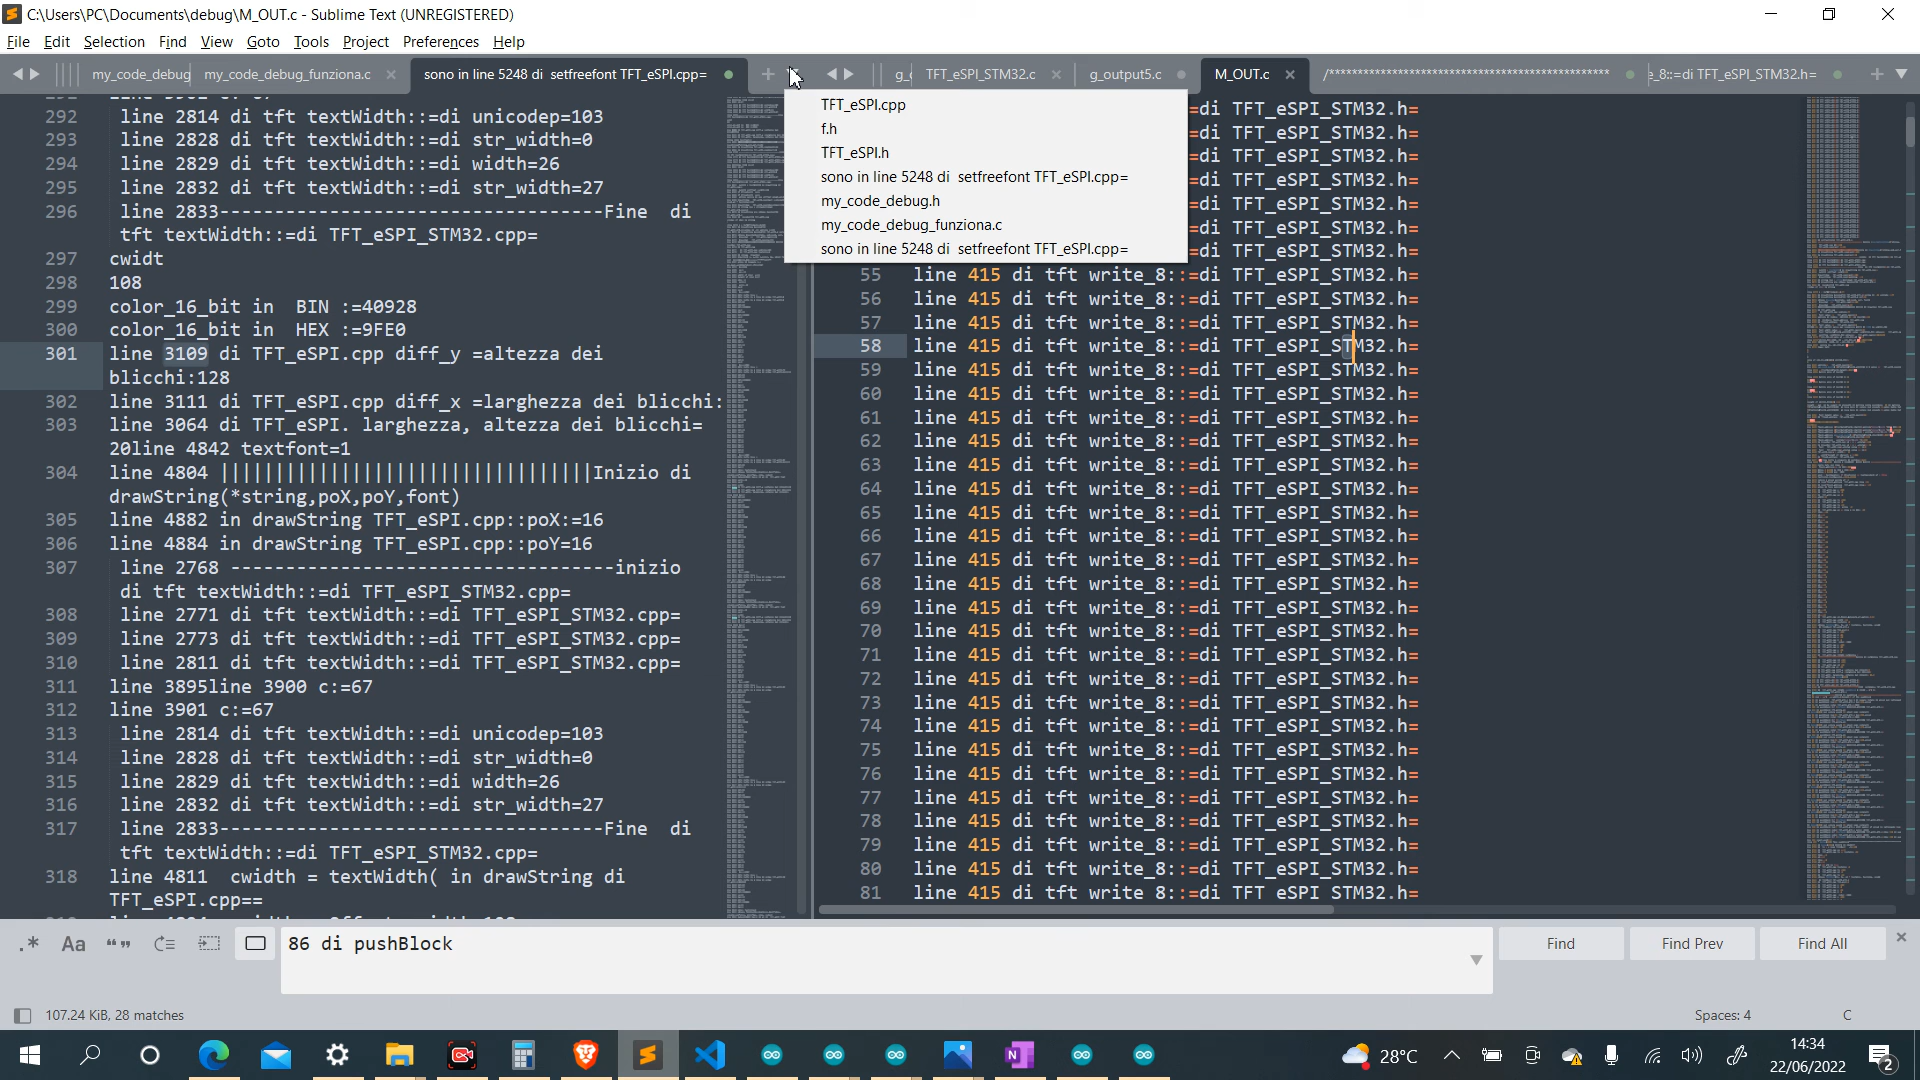 C:\Users\PC\Documents\debug\M_OUT.c - Sublime Text (UNREGISTERED)
File Edit Selection Find View Goto Tools Project Preferences Help
my_code_debug my_code_debug_funziona.c sono in line 5248 di  setfreefont TFT_eSPI.cpp=
TFT_eSPI_STM32.c g_output5.c M_OUT.c /*************************************** _8::=di TFT_eSPI_STM32.h=
TFT_eSPI.cpp
f.h
TFT_eSPI.h
sono in line 5248 di  setfreefont TFT_eSPI.cpp=
my_code_debug.h
my_code_debug_funziona.c
sono in line 5248 di  setfreefont TFT_eSPI.cpp=
292 line 2814 di tft textWidth::=di unicodep=103
293 line 2828 di tft textWidth::=di str_width=0
294 line 2829 di tft textWidth::=di width=26
295 line 2832 di tft textWidth::=di str_width=27
296 line 2833-----------------------------------Fine  di
tft textWidth::=di TFT_eSPI_STM32.cpp=
297 cwidt
298 108
299 color_16_bit in  BIN :=40928
300 color_16_bit in  HEX :=9FE0
301 line 3109 di TFT_eSPI.cpp diff_y =altezza dei
blicchi:128
302 line 3111 di TFT_eSPI.cpp diff_x =larghezza dei blicchi:
303 line 3064 di TFT_eSPI. larghezza, altezza dei blicchi=
20line 4842 textfont=1
304 line 4804 ||||||||||||||||||||||||||||||||||Inizio di
drawString(*string,poX,poY,font)
305 line 4882 in drawString TFT_eSPI.cpp::poX:=16
306 line 4884 in drawString TFT_eSPI.cpp::poY=16
307 line 2768 -----------------------------------inizio
di tft textWidth::=di TFT_eSPI_STM32.cpp=
308 line 2771 di tft textWidth::=di TFT_eSPI_STM32.cpp=
309 line 2773 di tft textWidth::=di TFT_eSPI_STM32.cpp=
310 line 2811 di tft textWidth::=di TFT_eSPI_STM32.cpp=
311 line 3895line 3900 c:=67
312 line 3901 c:=67
313 line 2814 di tft textWidth::=di unicodep=103
314 line 2828 di tft textWidth::=di str_width=0
315 line 2829 di tft textWidth::=di width=26
316 line 2832 di tft textWidth::=di str_width=27
317 line 2833-----------------------------------Fine  di
tft textWidth::=di TFT_eSPI_STM32.cpp=
318 line 4811  cwidth = textWidth( in drawString di
TFT_eSPI.cpp==
=di TFT_eSPI_STM32.h=
=di TFT_eSPI_STM32.h=
=di TFT_eSPI_STM32.h=
=di TFT_eSPI_STM32.h=
=di TFT_eSPI_STM32.h=
=di TFT_eSPI_STM32.h=
=di TFT_eSPI_STM32.h=
55 line 415 di tft write_8::=di TFT_eSPI_STM32.h=
56 line 415 di tft write_8::=di TFT_eSPI_STM32.h=
57 line 415 di tft write_8::=di TFT_eSPI_STM32.h=
58 line 415 di tft write_8::=di TFT_eSPI_STM32.h=
59 line 415 di tft write_8::=di TFT_eSPI_STM32.h=
60 line 415 di tft write_8::=di TFT_eSPI_STM32.h=
61 line 415 di tft write_8::=di TFT_eSPI_STM32.h=
62 line 415 di tft write_8::=di TFT_eSPI_STM32.h=
63 line 415 di tft write_8::=di TFT_eSPI_STM32.h=
64 line 415 di tft write_8::=di TFT_eSPI_STM32.h=
65 line 415 di tft write_8::=di TFT_eSPI_STM32.h=
66 line 415 di tft write_8::=di TFT_eSPI_STM32.h=
67 line 415 di tft write_8::=di TFT_eSPI_STM32.h=
68 line 415 di tft write_8::=di TFT_eSPI_STM32.h=
69 line 415 di tft write_8::=di TFT_eSPI_STM32.h=
70 line 415 di tft write_8::=di TFT_eSPI_STM32.h=
71 line 415 di tft write_8::=di TFT_eSPI_STM32.h=
72 line 415 di tft write_8::=di TFT_eSPI_STM32.h=
73 line 415 di tft write_8::=di TFT_eSPI_STM32.h=
74 line 415 di tft write_8::=di TFT_eSPI_STM32.h=
75 line 415 di tft write_8::=di TFT_eSPI_STM32.h=
76 line 415 di tft write_8::=di TFT_eSPI_STM32.h=
77 line 415 di tft write_8::=di TFT_eSPI_STM32.h=
78 line 415 di tft write_8::=di TFT_eSPI_STM32.h=
79 line 415 di tft write_8::=di TFT_eSPI_STM32.h=
80 line 415 di tft write_8::=di TFT_eSPI_STM32.h=
81 line 415 di tft write_8::=di TFT_eSPI_STM32.h=
.* Aa “” 86 di pushBlock Find Find Prev Find All
107.24 KiB, 28 matches Spaces: 4 C
28°C 14:34
22/06/2022 2